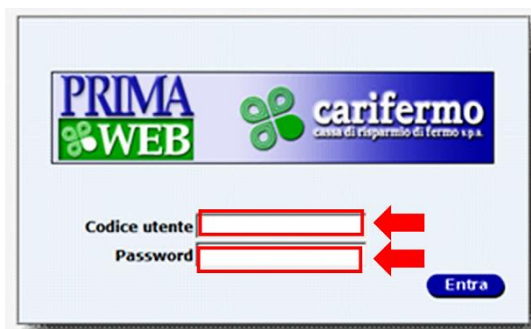 PRIMA
WEB
carifermo
cassa di risparmio di fermo s.p.a.
Codice utente
Password
Entra